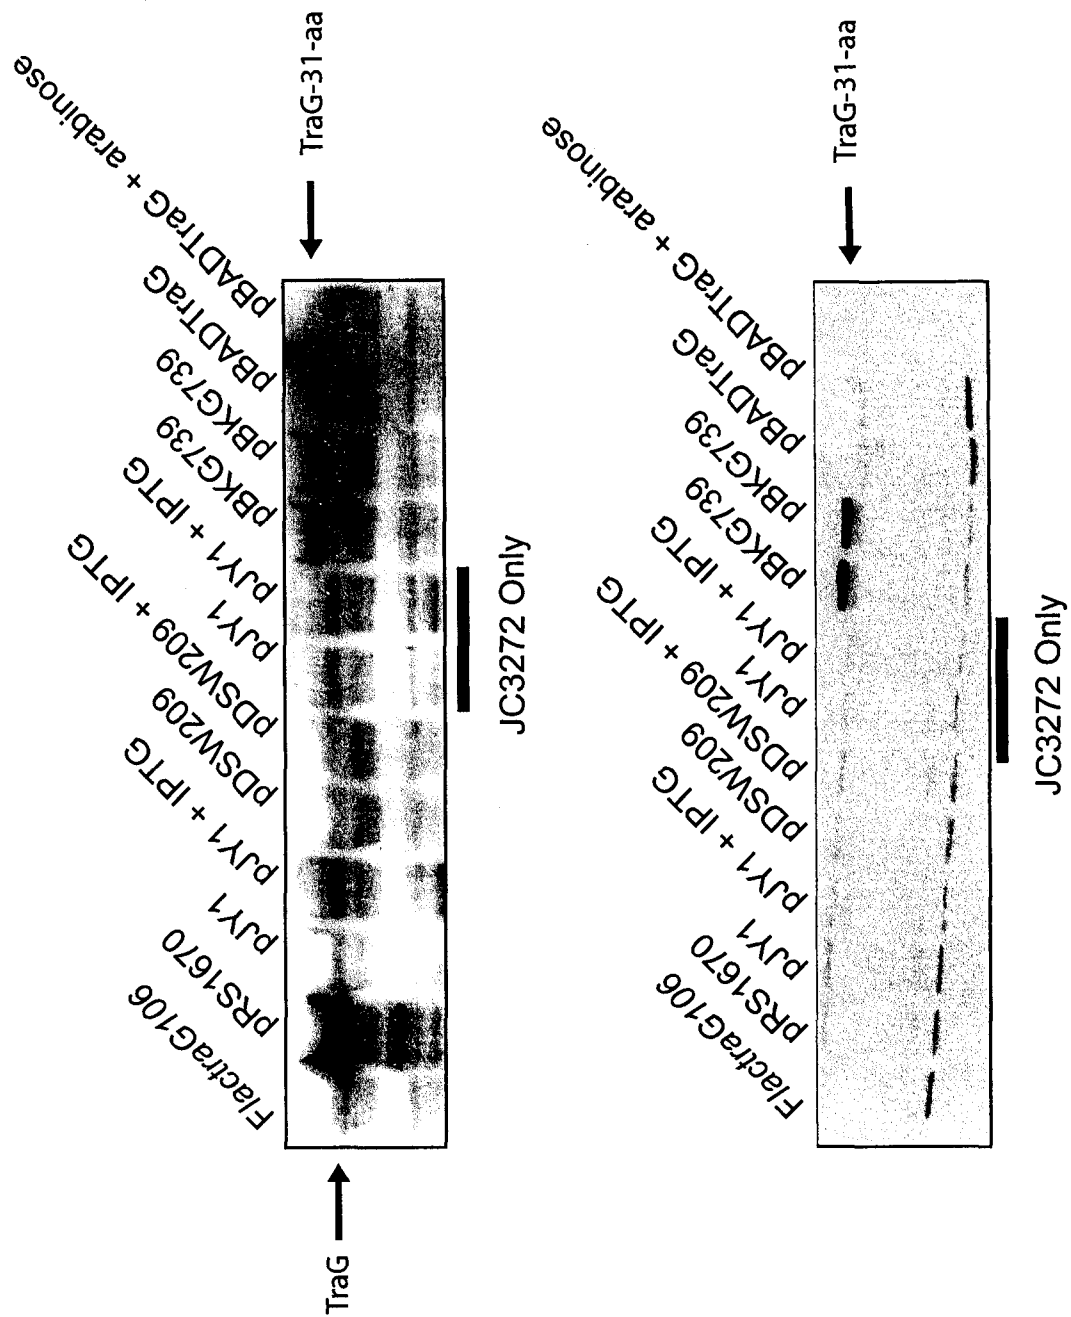 TraG
FlactraG106
pRS1670
pJY1
pJY1 + IPTG
pDSW209
pDSW209 + IPTG
pJY1
pJY1 + IPTG
pBKG739
pBKG739
pBADTraG
pBADTraG + arabinose
TraG-31-aa
JC3272 Only
FlactraG106
pRS1670
pJY1
pJY1 + IPTG
pDSW209
pDSW209 + IPTG
pJY1
pJY1 + IPTG
pBKG739
pBKG739
pBADTraG
pBADTraG + arabinose
TraG-31-aa
JC3272 Only